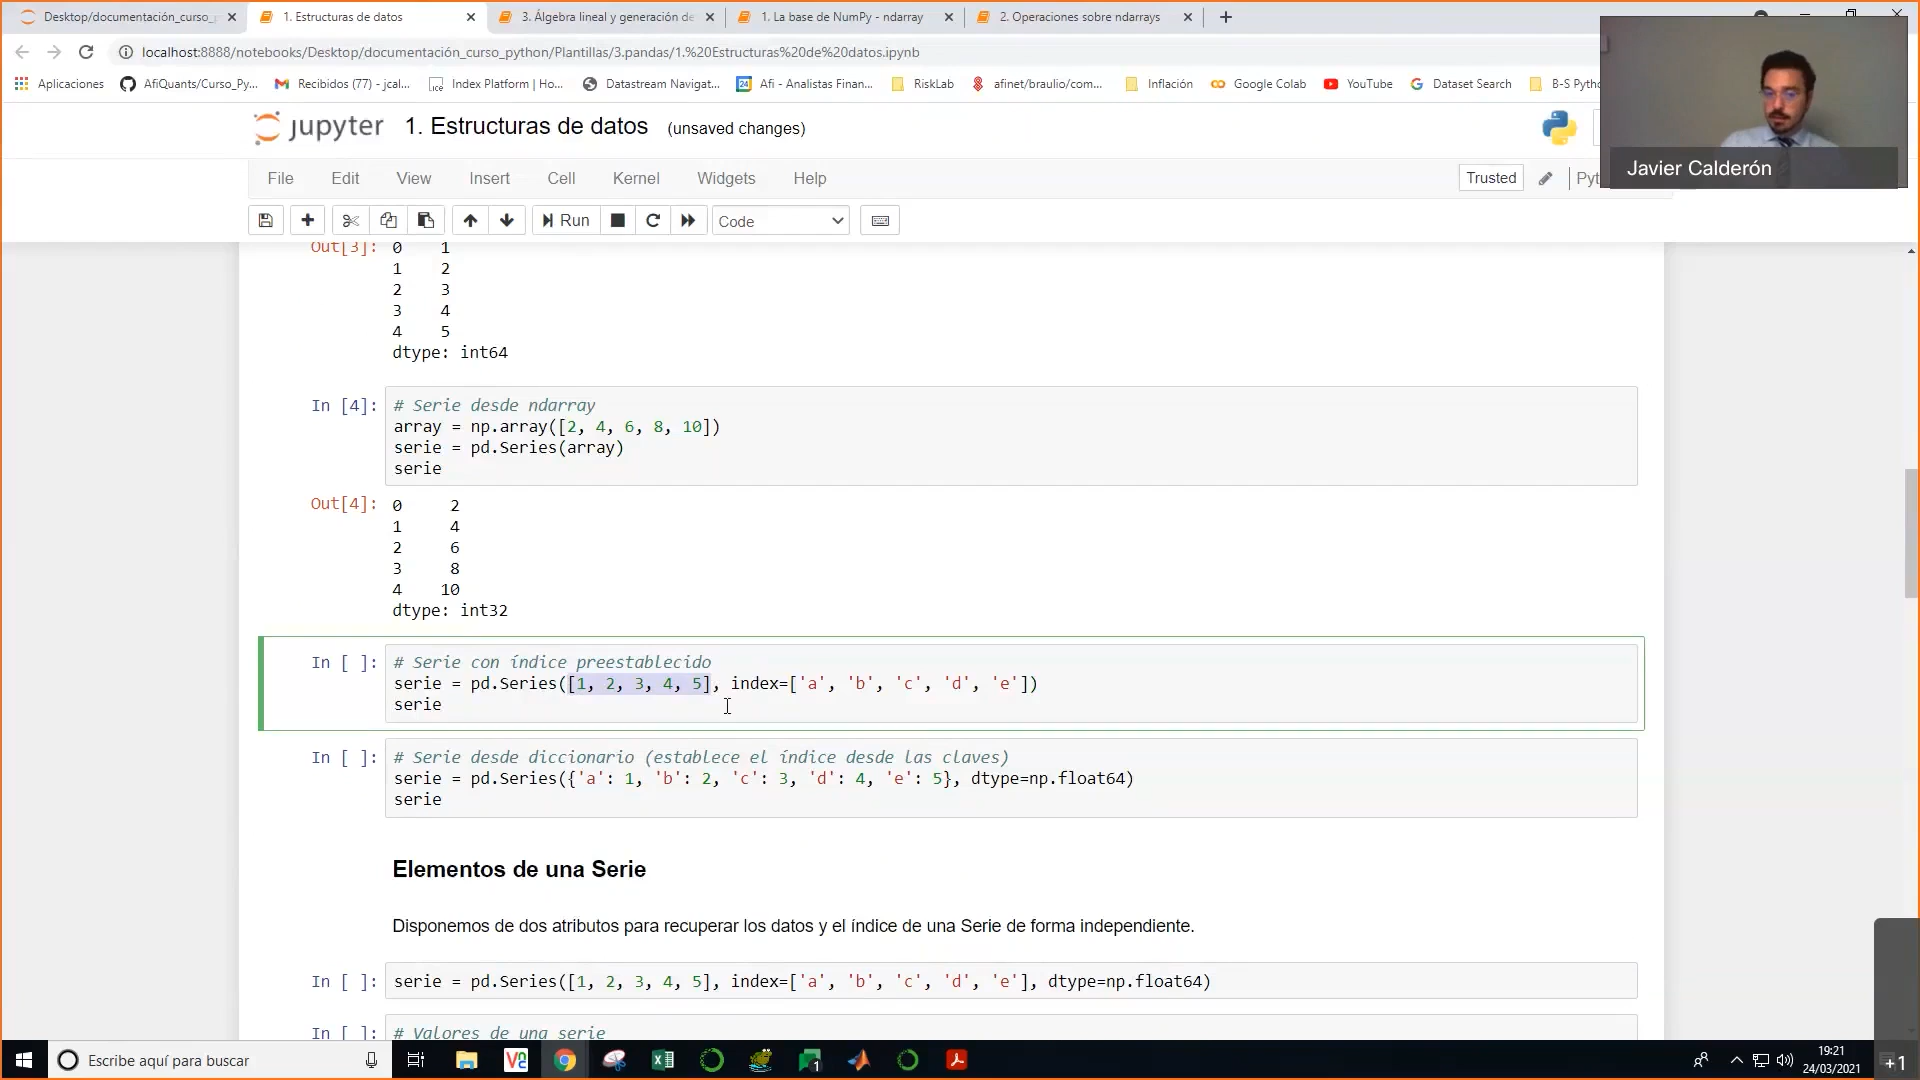 Desktop/documentación_curso_p
1. Estructuras de datos
3. Álgebra lineal y generación de
1. La base de NumPy - ndarray
2. Operaciones sobre ndarrays
localhost:8888/notebooks/Desktop/documentación_curso_python/Plantillas/3.pandas/1.%20Estructuras%20de%20datos.ipynb
Aplicaciones
AfiQuants/Curso_Py...
Recibidos (77) - jcal...
Index Platform | Ho...
Datastream Navigat...
Afi - Analistas Finan...
RiskLab
afinet/braulio/com...
Inflación
Google Colab
YouTube
Dataset Search
B-S Pytho
jupyter 1. Estructuras de datos (unsaved changes)
Javier Calderón
File Edit View Insert Cell Kernel Widgets Help
Trusted
Pyt
Run
Code
Out[3]: 0 1
1 2
2 3
3 4
4 5
dtype: int64
In [4]: # Serie desde ndarray
array = np.array([2, 4, 6, 8, 10])
serie = pd.Series(array)
serie
Out[4]: 0 2
1 4
2 6
3 8
4 10
dtype: int32
In [ ]: # Serie con índice preestablecido
serie = pd.Series([1, 2, 3, 4, 5], index=['a', 'b', 'c', 'd', 'e'])
serie
In [ ]: # Serie desde diccionario (establece el índice desde las claves)
serie = pd.Series({'a': 1, 'b': 2, 'c': 3, 'd': 4, 'e': 5}, dtype=np.float64)
serie
Elementos de una Serie
Disponemos de dos atributos para recuperar los datos y el índice de una Serie de forma independiente.
In [ ]: serie = pd.Series([1, 2, 3, 4, 5], index=['a', 'b', 'c', 'd', 'e'], dtype=np.float64)
In [ ]: # Valores de una serie
Escribe aquí para buscar
19:21
24/03/2021
+1